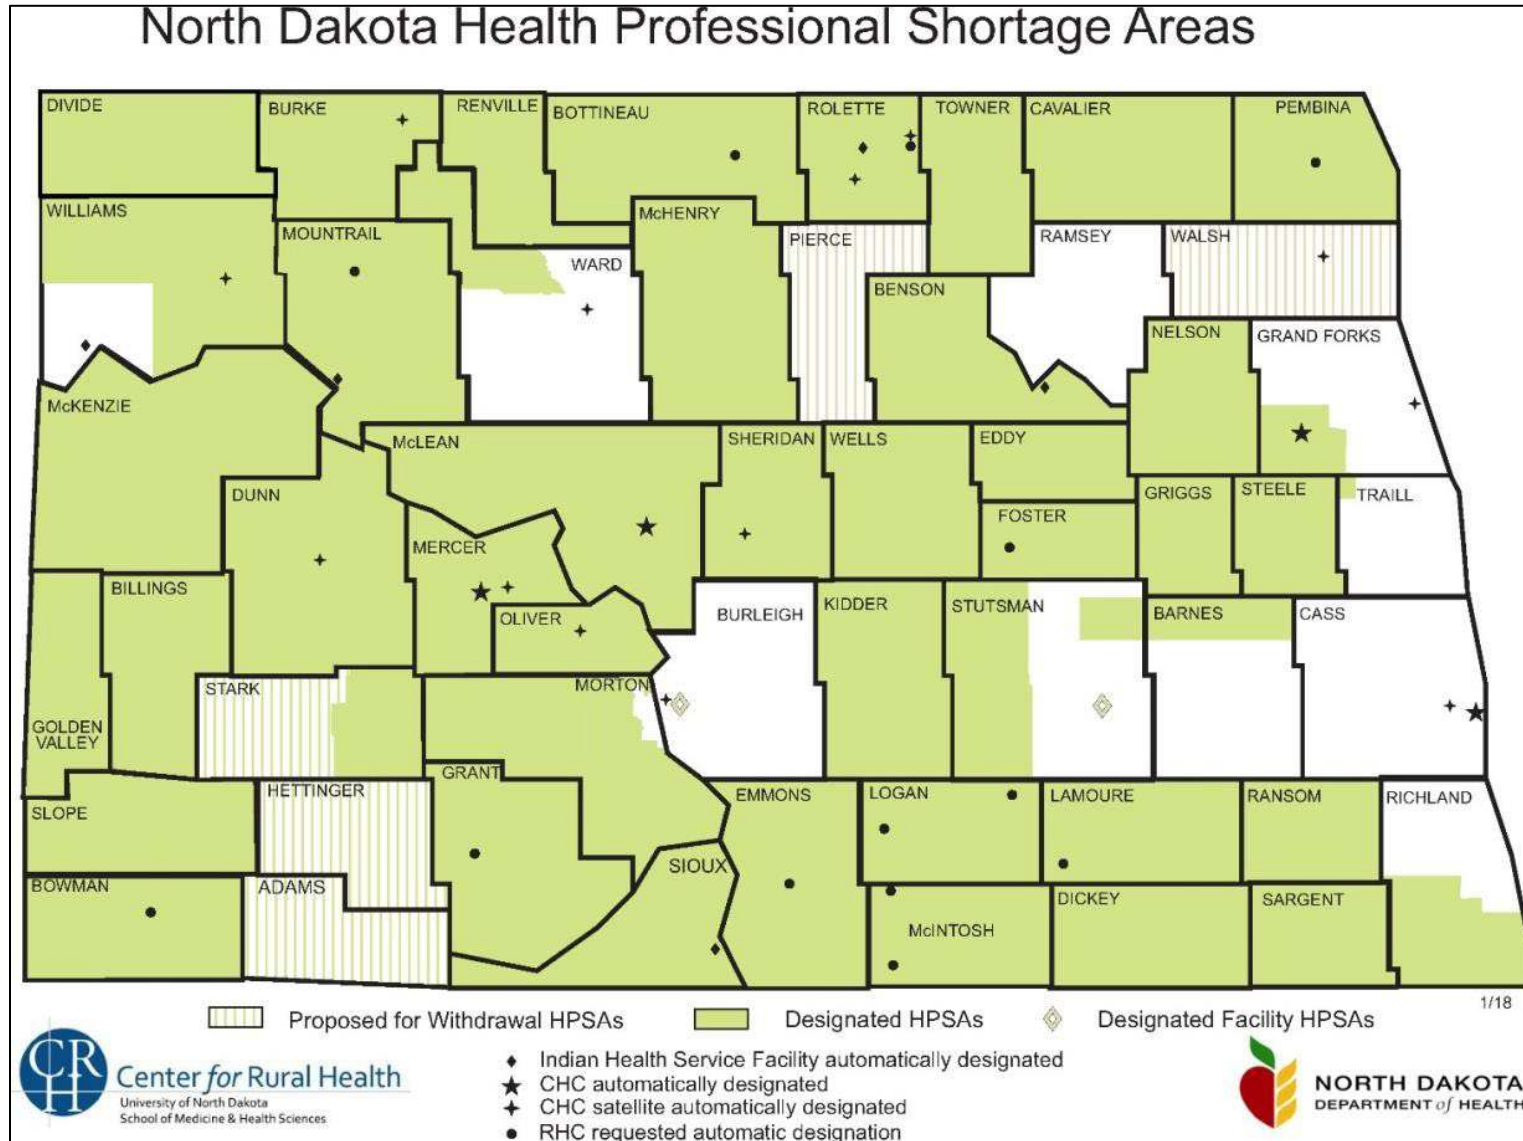 North Dakota Health Professional Shortage Areas
DIVIDE
BURKE
RENVILLE
BOTTINEAU
ROLETTE
TOWNER
CAVALIER
PEMBINA
WILLIAMS
MOUNTRAIL
WARD
McHENRY
PIERCE
RAMSEY
WALSH
BENSON
NELSON
GRAND FORKS
McKENZIE
McLEAN
SHERIDAN
WELLS
EDDY
DUNN
MERCER
FOSTER
GRIGGS
STEELE
TRAILL
BILLINGS
OLIVER
BURLEIGH
KIDDER
STUTSMAN
BARNES
CASS
GOLDEN
VALLEY
STARK
MORTON
SLOPE
HETTINGER
GRANT
EMMONS
LOGAN
LAMOURE
RANSOM
RICHLAND
BOWMAN
ADAMS
SIOUX
McINTOSH
DICKEY
SARGENT
1/18
Proposed for Withdrawal HPSAs
Designated HPSAs
Designated Facility HPSAs
Indian Health Service Facility automatically designated
CHC automatically designated
CHC satellite automatically designated
RHC requested automatic designation
CRH
Center for Rural Health
University of North Dakota
School of Medicine & Health Sciences
NORTH DAKOTA
DEPARTMENT of HEALTH